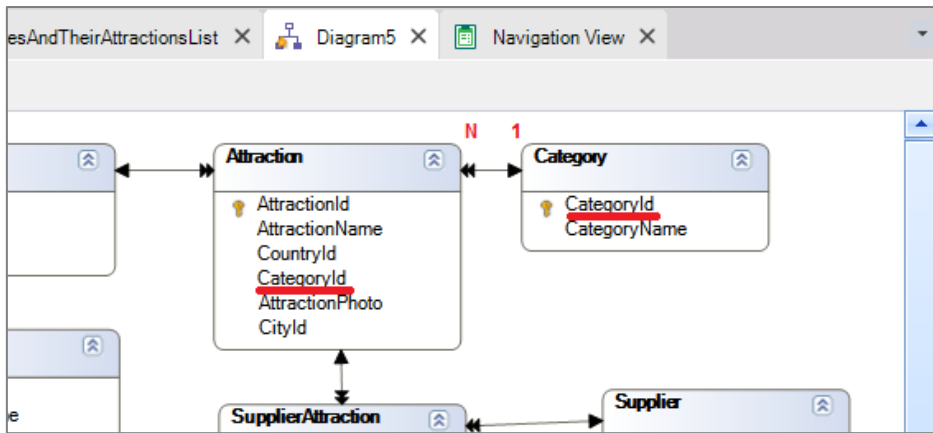 esAndTheirAttractionsList
Diagram5
Navigation View
N 1
Attraction
Category
AttractionId
AttractionName
CountryId
CategoryId
AttractionPhoto
CityId
CategoryId
CategoryName
e
SupplierAttraction
Supplier